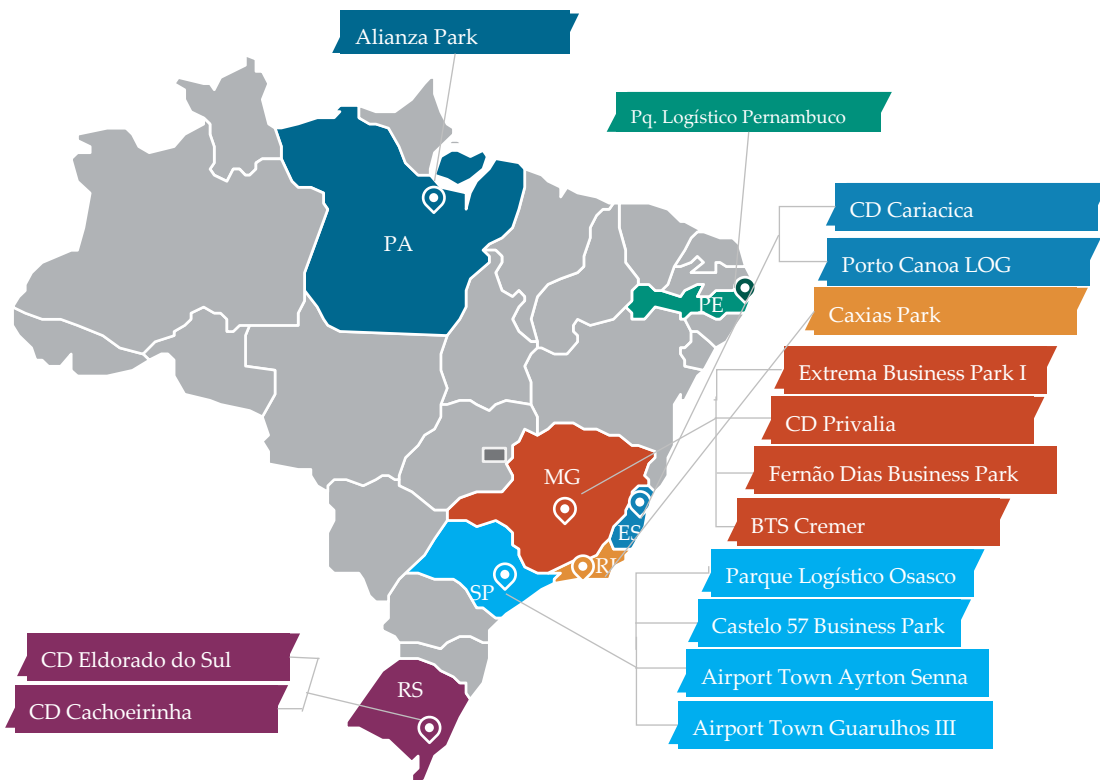 Alianza Park
Pq. Logístico Pernambuco
CD Cariacica
PA
Porto Canoa LOG
PE
Caxias Park
Extrema Business Park I
CD Privalia
MG
Fernão Dias Business Park
BTS Cremer
ES
RJ
Parque Logístico Osasco
SP
Castelo 57 Business Park
CD Eldorado do Sul
Airport Town Ayrton Senna
RS
CD Cachoeirinha
Airport Town Guarulhos III